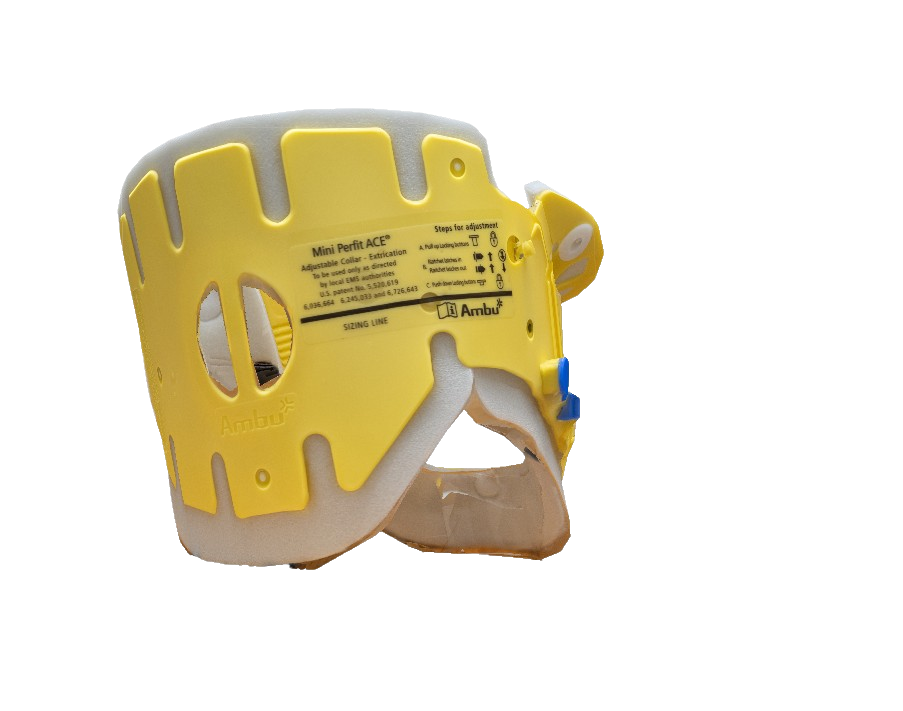 Mini Perfit ACE®
Adjustable Collar - Extrication
To be used only as directed
by local EMS authorities
U.S. patent No. 5,520,619
6,036,664 6,245,033 and 6,726,643
SIZING LINE
Steps for adjustment
A. Pull up Locking buttons
Ratchet latches in
B. Ratchet latches out
C. Push down Locking buttons
Ambu
Ambu